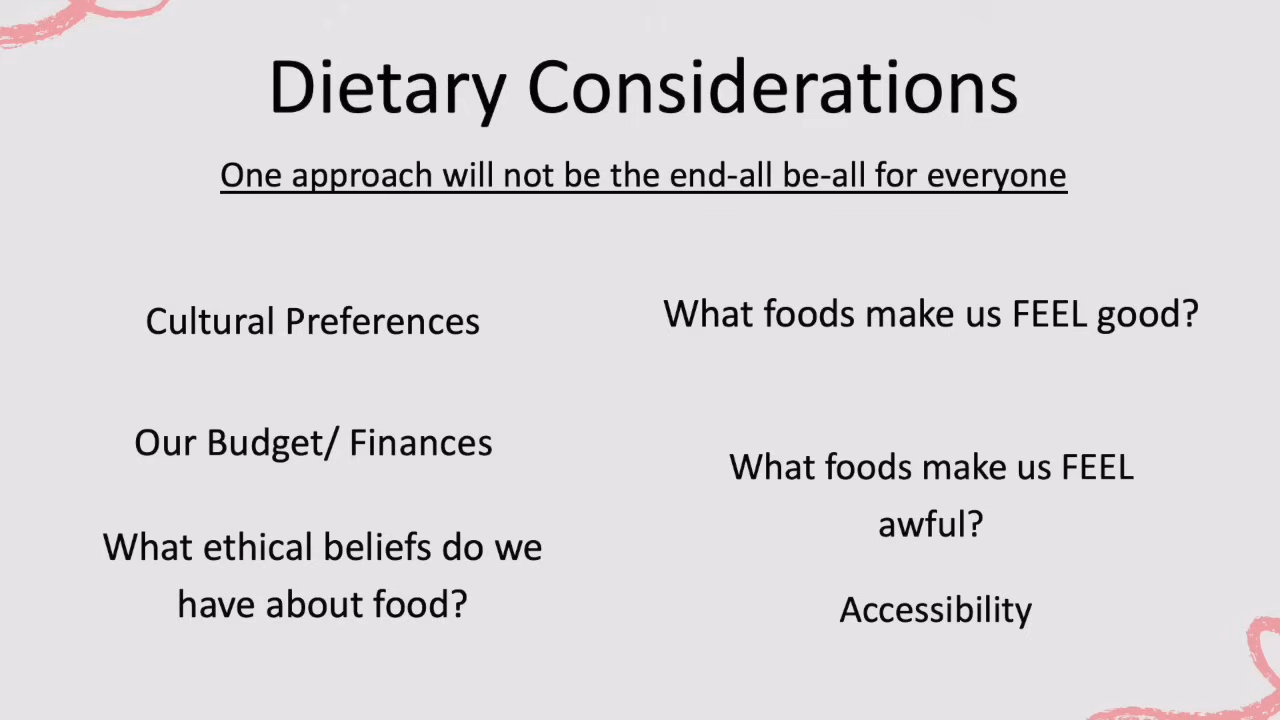 Dietary Considerations
One approach will not be the end-all be-all for everyone
Cultural Preferences
Our Budget/ Finances
What ethical beliefs do we
have about food?
What foods make us FEEL good?
What foods make us FEEL
awful?
Accessibility